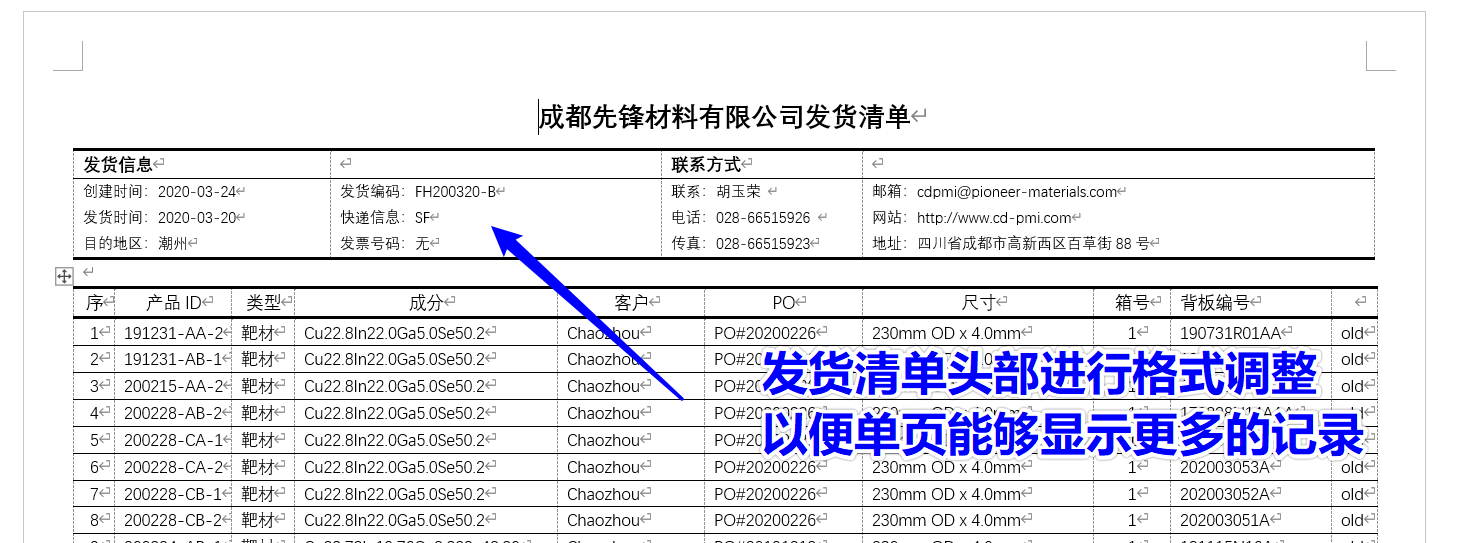 成都先锋材料有限公司发货清单
发货信息 联系方式
创建时间：2020-03-24 发货编码：FH200320-B 联系：胡玉荣 邮箱：cdpmi@pioneer-materials.com
发货时间：2020-03-20 快递信息：SF 电话：028-66515926 网站：http://www.cd-pmi.com
目的地区：潮州 发票号码：无 传真：028-66515923 地址：四川省成都市高新西区百草街 88 号
序 产品 ID 类型 成分 客户 PO 尺寸 箱号 背板编号
1 191231-AA-2 靶材 Cu22.8In22.0Ga5.0Se50.2 Chaozhou PO#20200226 230mm OD x 4.0mm 1 190731R01AA old
2 191231-AB-1 靶材 Cu22.8In22.0Ga5.0Se50.2 Chaozhou
3 200215-AA-2 靶材 Cu22.8In22.0Ga5.0Se50.2 Chaozhou
发货清单头部进行格式调整
4 200228-AB-2 靶材 Cu22.8In22.0Ga5.0Se50.2 Chaozhou
5 200228-CA-1 靶材 Cu22.8In22.0Ga5.0Se50.2 Chaozhou
以便单页能够显示更多的记录
6 200228-CA-2 靶材 Cu22.8In22.0Ga5.0Se50.2 Chaozhou PO#20200226 230mm OD x 4.0mm 1 202003053A old
7 200228-CB-1 靶材 Cu22.8In22.0Ga5.0Se50.2 Chaozhou PO#20200226 230mm OD x 4.0mm 1 202003052A old
8 200228-CB-2 靶材 Cu22.8In22.0Ga5.0Se50.2 Chaozhou PO#20200226 230mm OD x 4.0mm 1 202003051A old